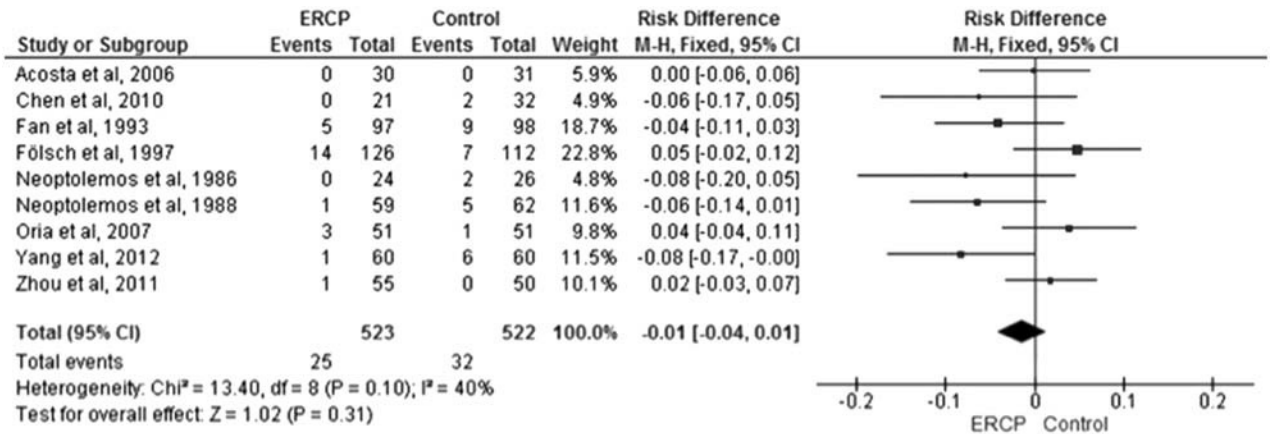 ERCP Control Risk Difference Risk Difference
Study or Subgroup Events Total Events Total Weight M-H, Fixed, 95% CI M-H, Fixed, 95% CI
Acosta et al, 2006 0 30 0 31 5.9% 0.00 [-0.06, 0.06]
Chen et al, 2010 0 21 2 32 4.9% -0.06 [-0.17, 0.05]
Fan et al, 1993 5 97 9 98 18.7% -0.04 [-0.11, 0.03]
Fölsch et al, 1997 14 126 7 112 22.8% 0.05 [-0.02, 0.12]
Neoptolemos et al, 1986 0 24 2 26 4.8% -0.08 [-0.20, 0.05]
Neoptolemos et al, 1988 1 59 5 62 11.6% -0.06 [-0.14, 0.01]
Oria et al, 2007 3 51 1 51 9.8% 0.04 [-0.04, 0.11]
Yang et al, 2012 1 60 6 60 11.5% -0.08 [-0.17, -0.00]
Zhou et al, 2011 1 55 0 50 10.1% 0.02 [-0.03, 0.07]
Total (95% CI) 523 522 100.0% -0.01 [-0.04, 0.01]
Total events 25 32
Heterogeneity: Chi² = 13.40, df = 8 (P = 0.10); I² = 40%
Test for overall effect: Z = 1.02 (P = 0.31)
-0.2 -0.1 0 0.1 0.2
ERCP Control